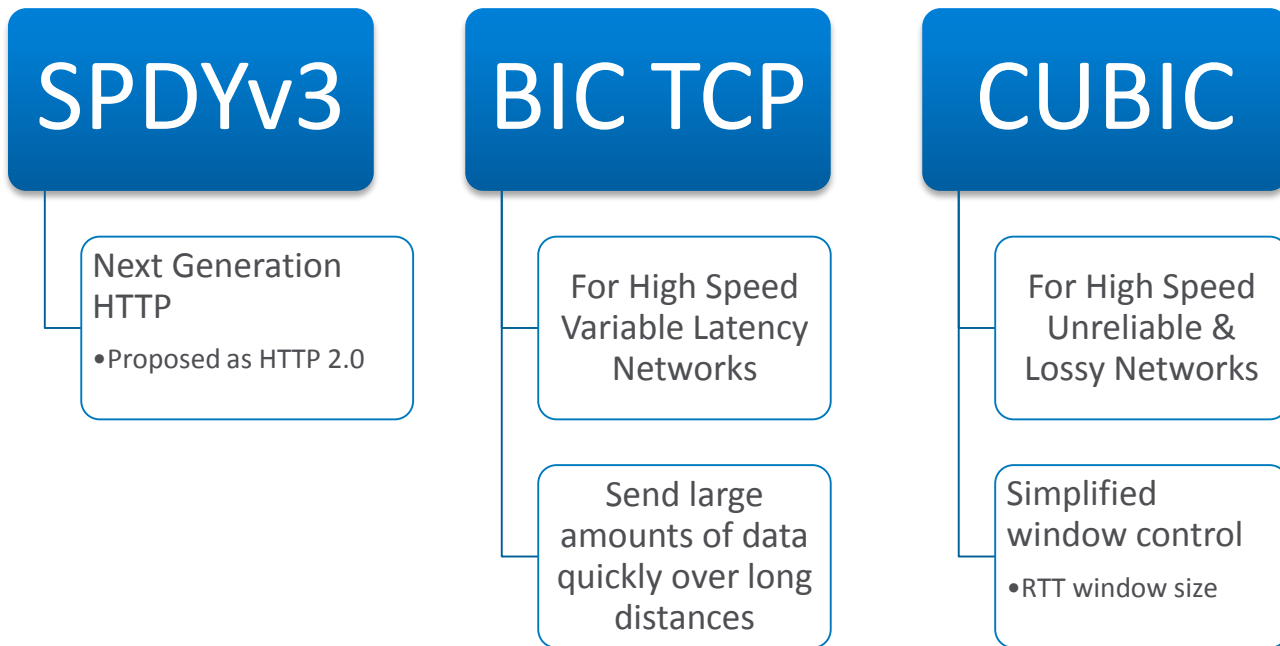 SPDYv3
Next Generation
HTTP
•Proposed as HTTP 2.0
BIC TCP
For High Speed
Variable Latency
Networks
Send large
amounts of data
quickly over long
distances
CUBIC
For High Speed
Unreliable &
Lossy Networks
Simplified
window control
•RTT window size